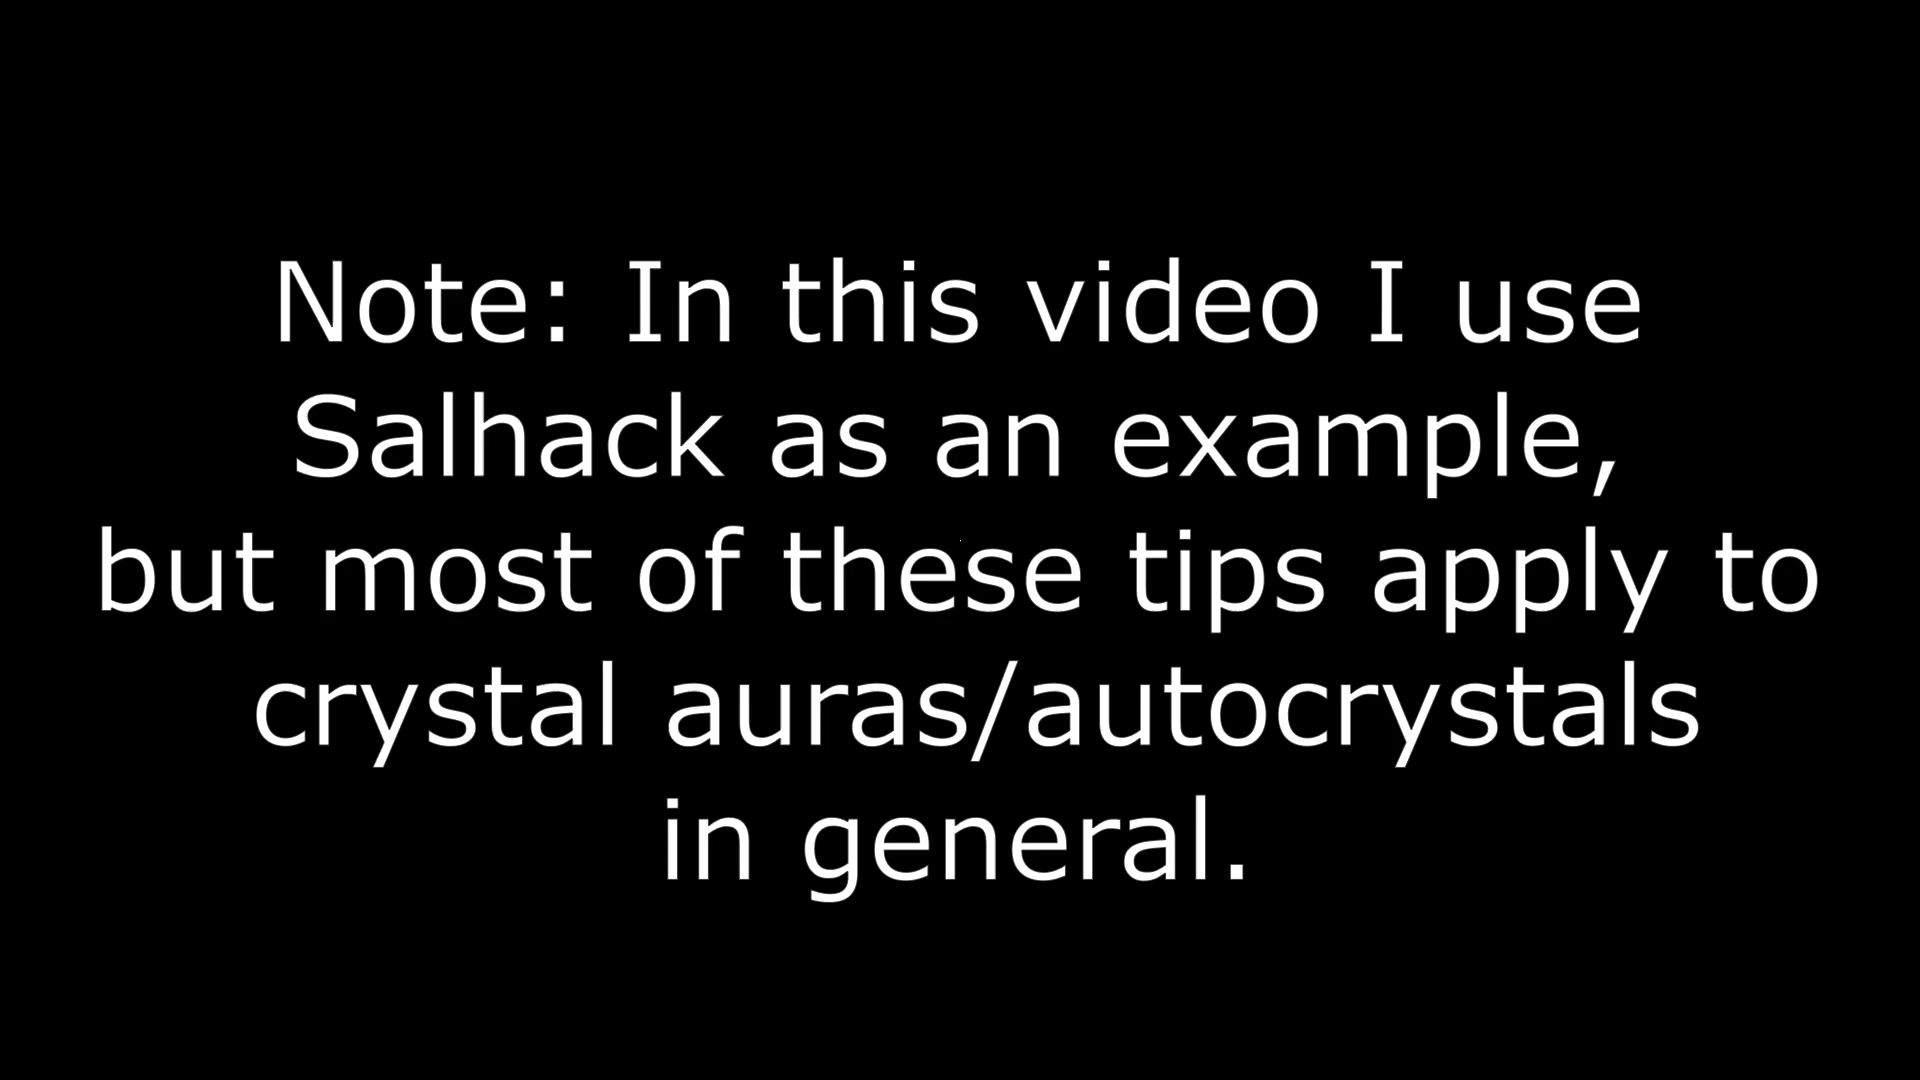 Note: In this video I use
Salhack as an example,
but most of these tips apply to
crystal auras/autocrystals
in general.